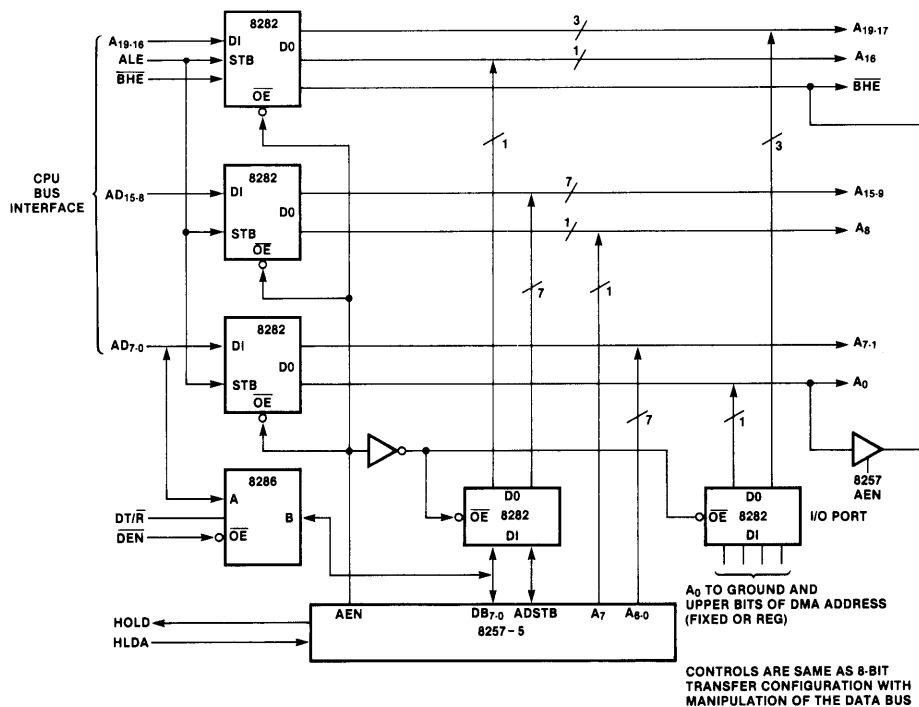 8282
3
A19-16
DI
D0
A19-17
ALE
STB
1
A16
BHE
OE
BHE
1
3
CPU
BUS
INTERFACE
8282
7
AD15-8
DI
D0
A15-9
STB
1
A8
OE
7
1
8282
AD7-0
DI
D0
A7-1
STB
A0
OE
1
7
8286
A
D0
D0
8257
AEN
DT/R
B
OE
8282
OE
8282
I/O PORT
DEN
OE
DI
DI
A0 TO GROUND AND
UPPER BITS OF DMA ADDRESS
(FIXED OR REG)
AEN
DB7-0
ADSTB
A7
A6-0
HOLD
8257-5
HLDA
CONTROLS ARE SAME AS 8-BIT
TRANSFER CONFIGURATION WITH
MANIPULATION OF THE DATA BUS